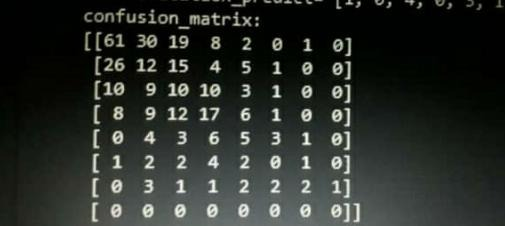 confusion_matrix:
[[61 30 19 8 2 0 1 0]
[26 12 15 4 5 1 0 0]
[10 9 10 10 3 1 0 0]
[ 8 9 12 17 6 1 0 0]
[ 0 4 3 6 5 3 1 0]
[ 1 2 2 4 2 0 1 0]
[ 0 3 1 1 2 2 2 1]
[ 0 0 0 0 0 0 0 0]]